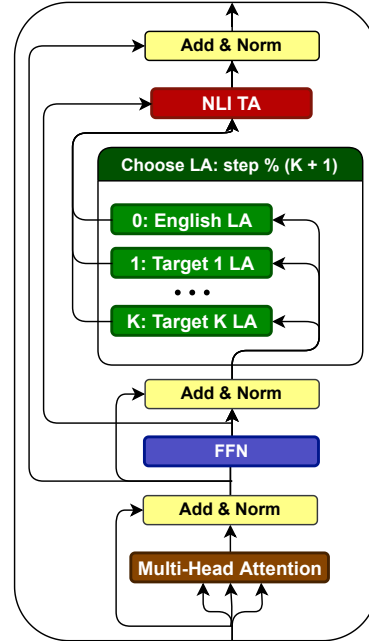 Add & Norm
NLI TA
Choose LA: step % (K + 1)
0: English LA
1: Target 1 LA
• • •
K: Target K LA
Add & Norm
FFN
Add & Norm
Multi-Head Attention